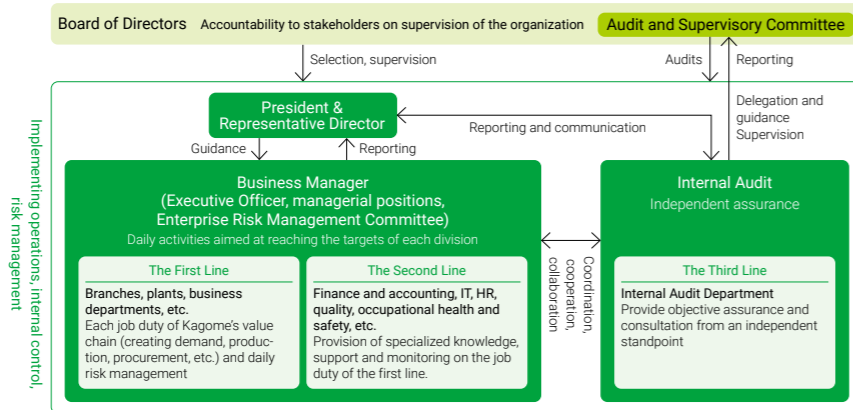 Board of Directors
Accountability to stakeholders on supervision of the organization
Audit and Supervisory Committee
Selection, supervision
Audits
Reporting
President &
Representative Director
Reporting and communication
Delegation and
guidance
Supervision
Guidance
Reporting
Implementing operations, internal control,
risk management
Business Manager
(Executive Officer, managerial positions,
Enterprise Risk Management Committee)
Daily activities aimed at reaching the targets of each division
The First Line
Branches, plants, business
departments, etc.
Each job duty of Kagome's value
chain (creating demand, produc-
tion, procurement, etc.) and daily
risk management
The Second Line
Finance and accounting, IT, HR,
quality, occupational health and
safety, etc.
Provision of specialized knowledge,
support and monitoring on the job
duty of the first line.
Coordination,
cooperation,
collaboration
Internal Audit
Independent assurance
The Third Line
Internal Audit Department
Provide objective assurance and
consultation from an independent
standpoint